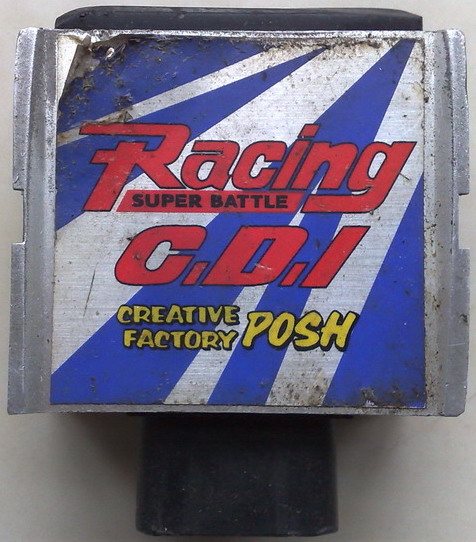 Racing
SUPER BATTLE
C.D.I
CREATIVE
FACTORY POSH